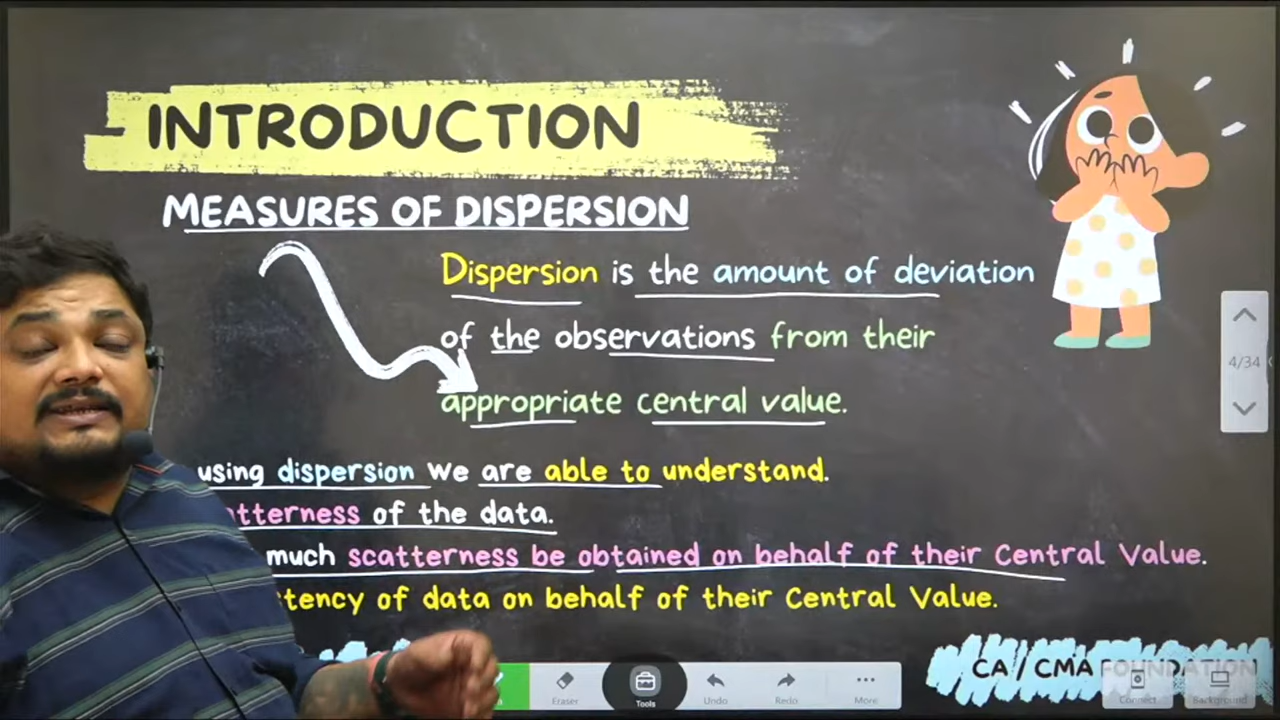 INTRODUCTION
MEASURES OF DISPERSION
Dispersion is the amount of deviation
of the observations from their
appropriate central value.
using dispersion We are able to understand.
of the data.
much scatterness be obtained on behalf of their Central Value.
of data on behalf of their Central Value.
4/34
CA / CMA FOUNDATION
Eraser
Tools
Undo
Redo
More
Connect
Background